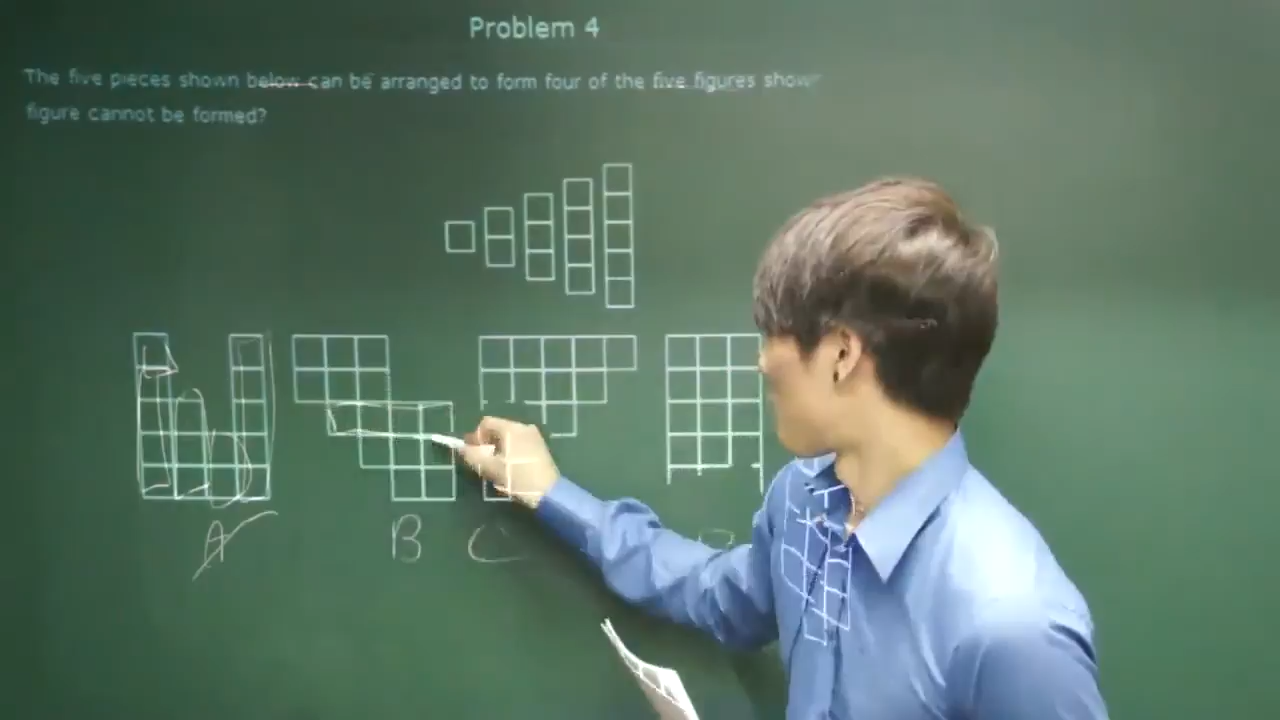 Problem 4
The five pieces shown below can be arranged to form four of the five figures show
figure cannot be formed?
A
B
C